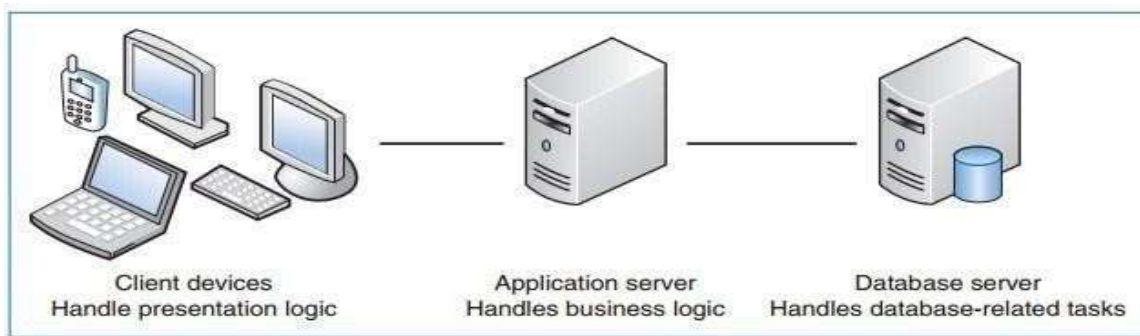 Client devices
Handle presentation logic
Application server
Handles business logic
Database server
Handles database-related tasks